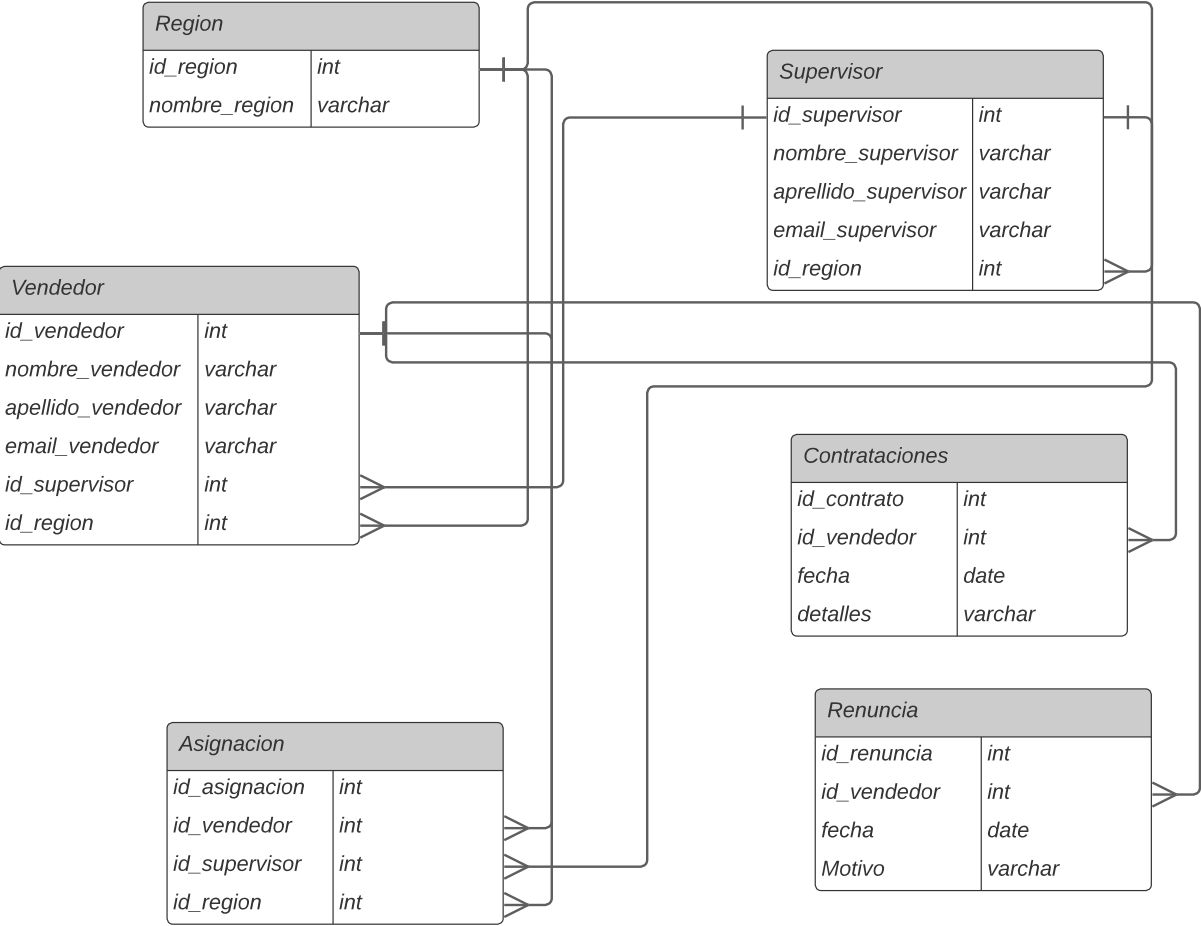 Region
id_region int
nombre_region varchar
Supervisor
id_supervisor int
nombre_supervisor varchar
aprellido_supervisor varchar
email_supervisor varchar
id_region int
Vendedor
id_vendedor int
nombre_vendedor varchar
apellido_vendedor varchar
email_vendedor varchar
id_supervisor int
id_region int
Contrataciones
id_contrato int
id_vendedor int
fecha date
detalles varchar
Renuncia
id_renuncia int
id_vendedor int
fecha date
Motivo varchar
Asignacion
id_asignacion int
id_vendedor int
id_supervisor int
id_region int